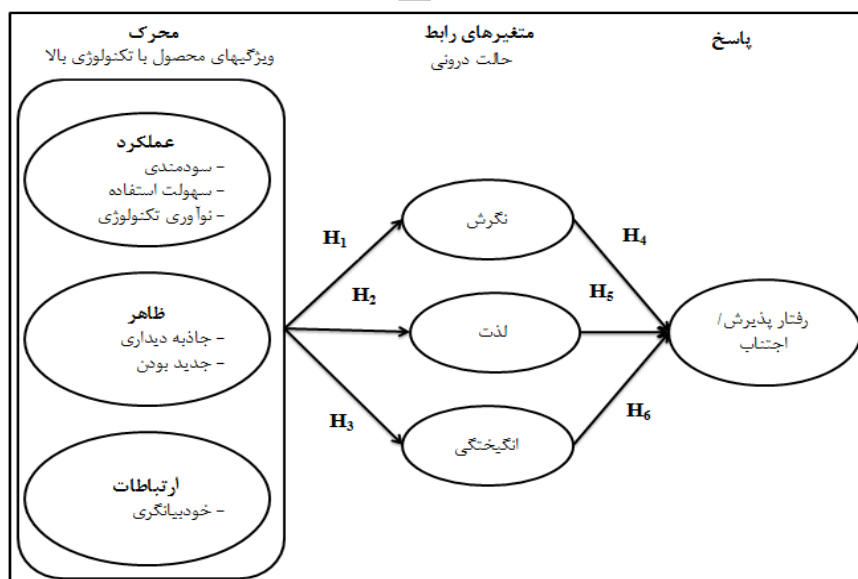 محرک
ویژگیهای محصول با تکنولوژی بالا
عملکرد
- سودمندی
- سهولت استفاده
- نوآوری تکنولوژی
ظاهر
- جاذبه دیداری
- جدید بودن
أرتباطات
- خودبیانگری
متغیرهای رابط
حالت درونی
H1
H2
H3
نگرش
لذت
انگیختگی
H4
H5
H6
پاسخ
رفتار پذیرش/
اجتناب